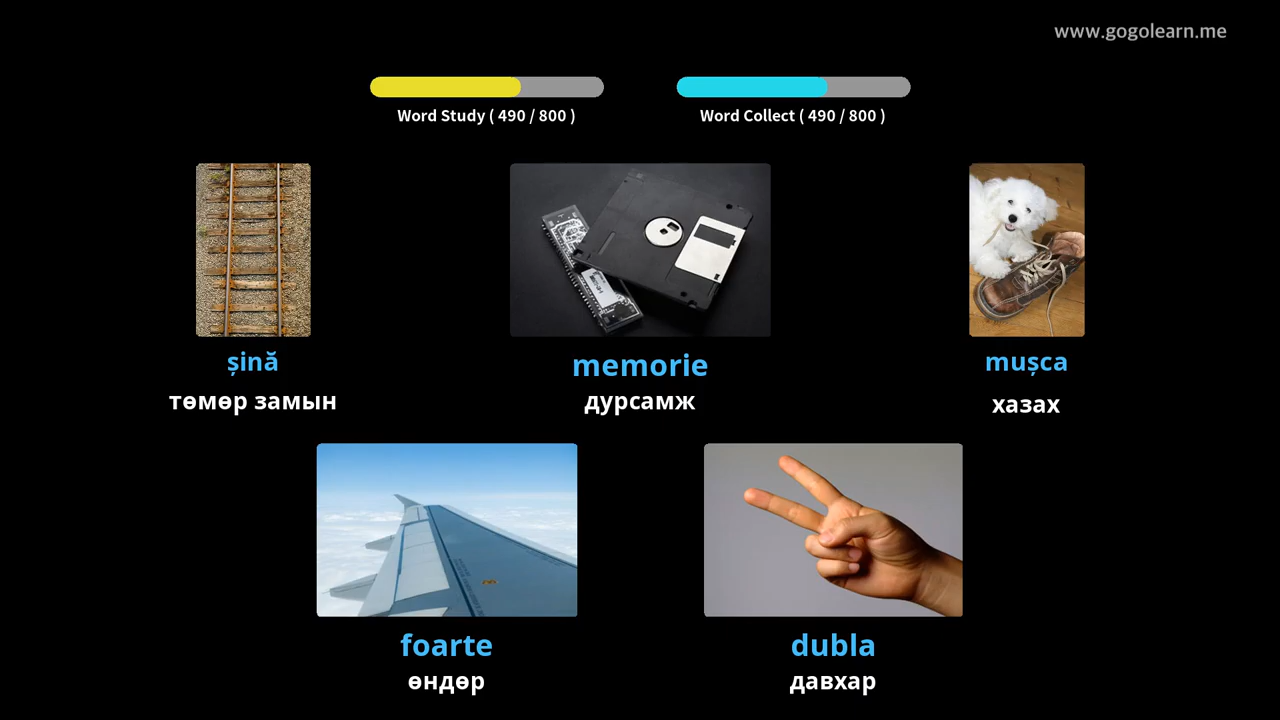 www.gogolearn.me
Word Study ( 490 / 800 )
Word Collect ( 490 / 800 )
șină
төмөр замын
memorie
дурсамж
mușca
хазах
foarte
өндөр
dubla
давхар